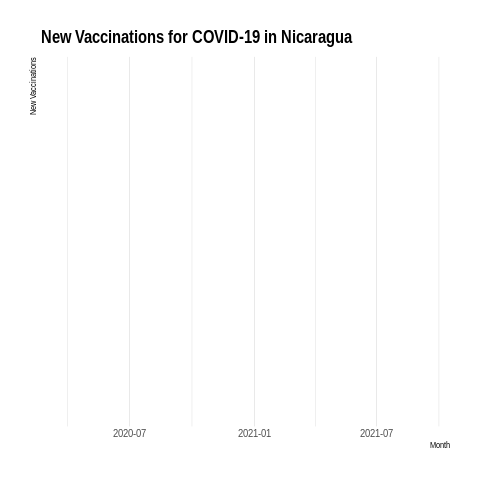 New Vaccinations for COVID-19 in Nicaragua
New Vaccinations
2020-07
2021-01
2021-07
Month